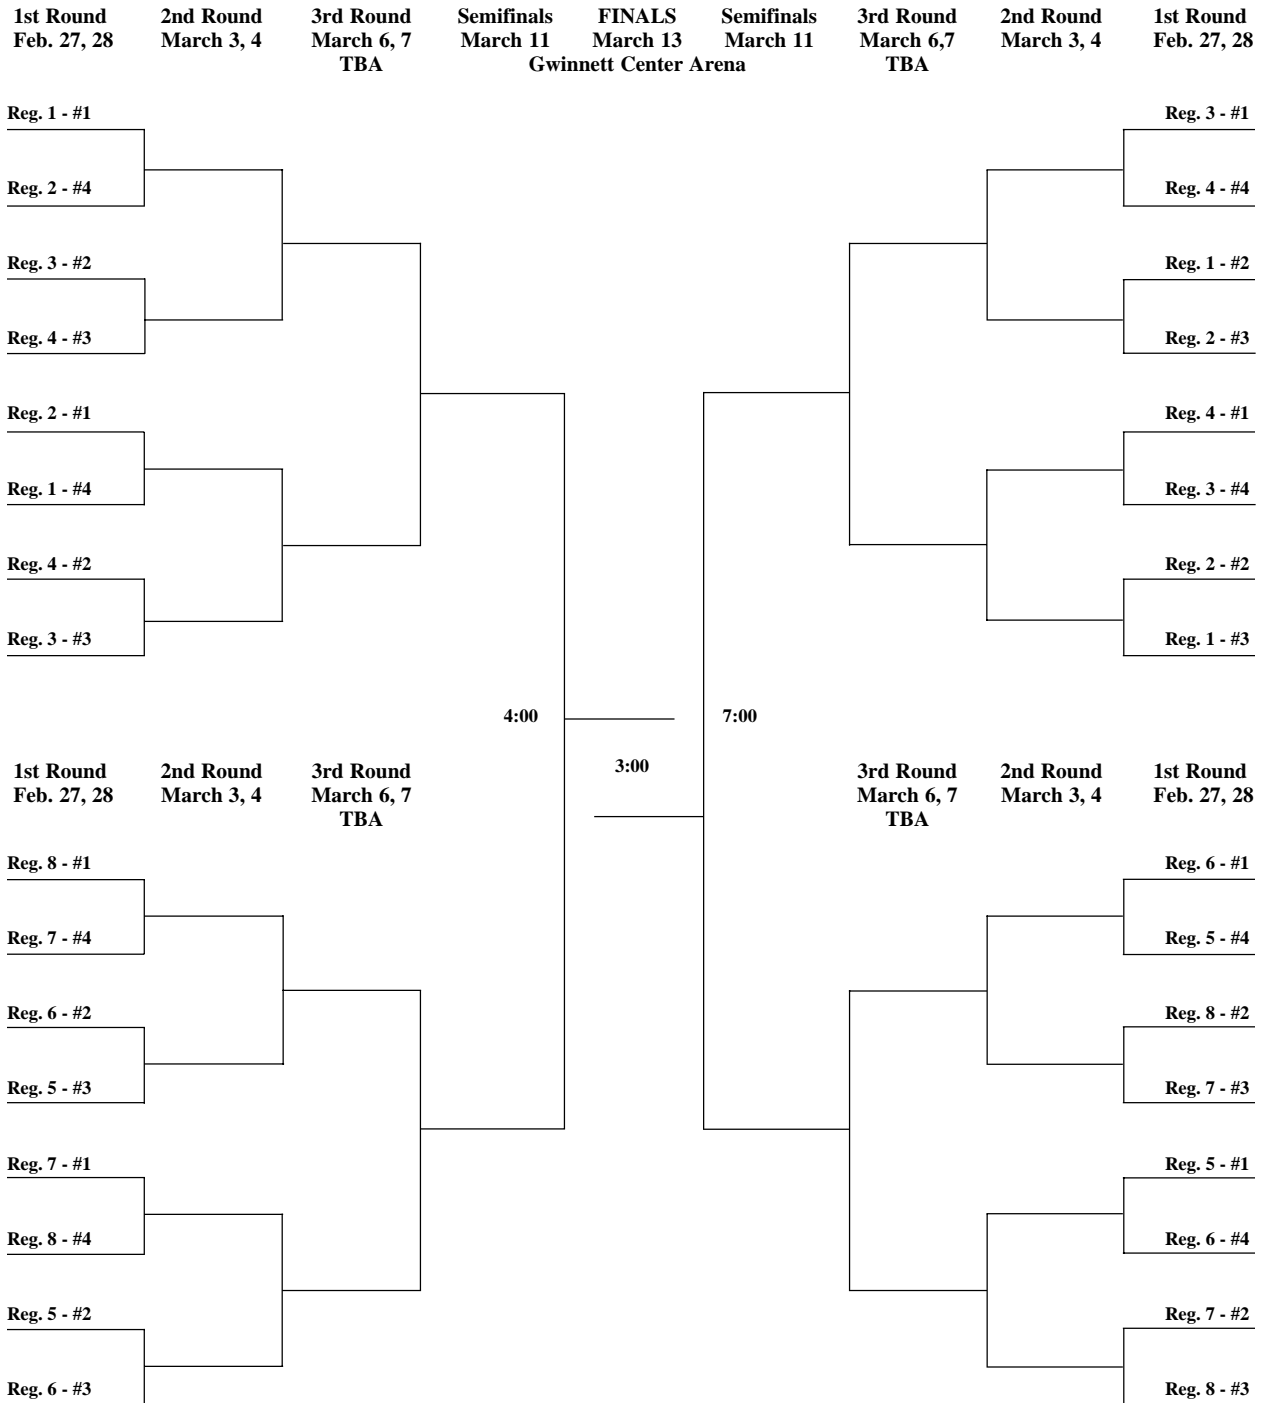 1st Round 2nd Round 3rd Round Semifinals FINALS Semifinals 3rd Round 2nd Round 1st Round
Feb. 27, 28 March 3, 4 March 6, 7 March 11 March 13 March 11 March 6,7 March 3, 4 Feb. 27, 28
TBA Gwinnett Center Arena TBA
Reg. 1 - #1 Reg. 3 - #1
Reg. 2 - #4 Reg. 4 - #4
Reg. 3 - #2 Reg. 1 - #2
Reg. 4 - #3 Reg. 2 - #3
Reg. 2 - #1 Reg. 4 - #1
Reg. 1 - #4 Reg. 3 - #4
Reg. 4 - #2 Reg. 2 - #2
Reg. 3 - #3 Reg. 1 - #3
4:00 7:00
3:00
1st Round 2nd Round 3rd Round 3rd Round 2nd Round 1st Round
Feb. 27, 28 March 3, 4 March 6, 7 March 6, 7 March 3, 4 Feb. 27, 28
TBA TBA
Reg. 8 - #1 Reg. 6 - #1
Reg. 7 - #4 Reg. 5 - #4
Reg. 6 - #2 Reg. 8 - #2
Reg. 5 - #3 Reg. 7 - #3
Reg. 7 - #1 Reg. 5 - #1
Reg. 8 - #4 Reg. 6 - #4
Reg. 5 - #2 Reg. 7 - #2
Reg. 6 - #3 Reg. 8 - #3